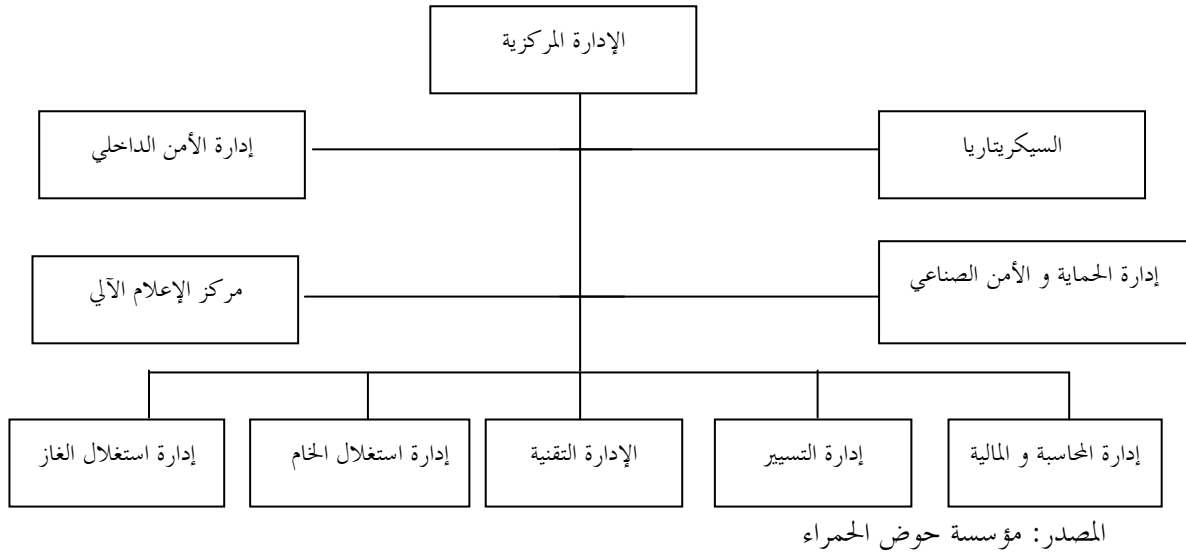 الإدارة المركزية
السيكريتاريا
إدارة الأمن الداخلي
إدارة الحماية و الأمن الصناعي
مركز الإعلام الآلي
إدارة المحاسبة و المالية
إدارة التسيير
الإدارة التقنية
إدارة استغلال الخام
إدارة استغلال الغاز
المصدر: مؤسسة حوض الحمراء